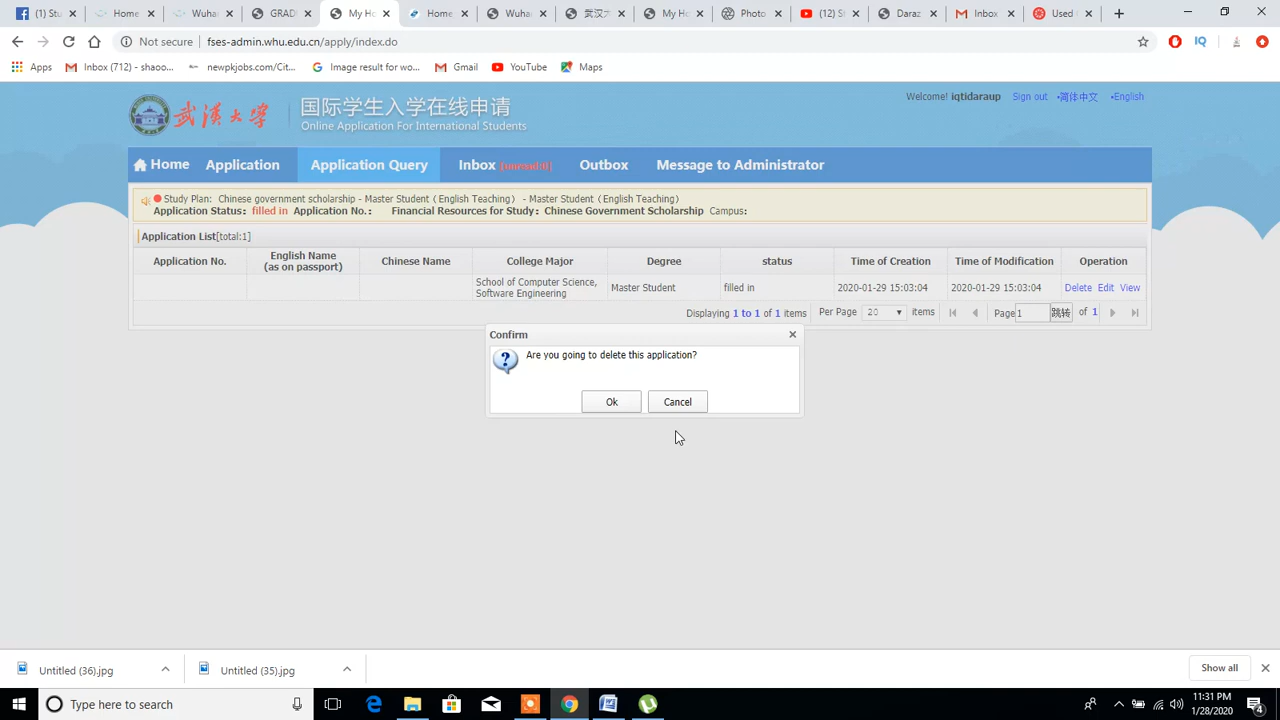 (1) Stu
Home
Wuhan
GRADI
My Ho
Home
Wuhan
武汉大
My Ho
Photo
(12) St
Daraz
Inbox
Used
Not secure
fses-admin.whu.edu.cn/apply/index.do
Apps
Inbox (712) - shaoo...
newpkjobs.com/Cit...
Image result for wo...
Gmail
YouTube
Maps
武汉大学
国际学生入学在线申请
Online Application For International Students
Welcome! iqtidaraup
Sign out
•简体中文
•English
Home
Application
Application Query
Inbox [unread:0]
Outbox
Message to Administrator
Study Plan: Chinese government scholarship - Master Student（English Teaching） - Master Student（English Teaching）
Application Status：filled in Application No.： Financial Resources for Study：Chinese Government Scholarship Campus:
Application List[total:1]
Application No.
English Name
(as on passport)
Chinese Name
College Major
Degree
status
Time of Creation
Time of Modification
Operation
School of Computer Science,
Software Engineering
Master Student
filled in
2020-01-29 15:03:04
2020-01-29 15:03:04
Delete Edit View
Displaying 1 to 1 of 1 items
Per Page 20 items
Page 1 跳转 of 1
Confirm
Are you going to delete this application?
Ok
Cancel
Untitled (36).jpg
Untitled (35).jpg
Show all
Type here to search
11:31 PM
1/28/2020
4